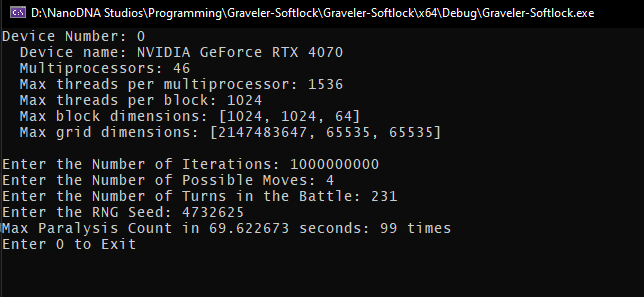 D:\NanoDNA Studios\Programming\Graveler-Softlock\Graveler-Softlock\x64\Debug\Graveler-Softlock.exe
Device Number: 0
Device name: NVIDIA GeForce RTX 4070
Multiprocessors: 46
Max threads per multiprocessor: 1536
Max threads per block: 1024
Max block dimensions: [1024, 1024, 64]
Max grid dimensions: [2147483647, 65535, 65535]
Enter the Number of Iterations: 1000000000
Enter the Number of Possible Moves: 4
Enter the Number of Turns in the Battle: 231
Enter the RNG Seed: 4732625
Max Paralysis Count in 69.622673 seconds: 99 times
Enter 0 to Exit